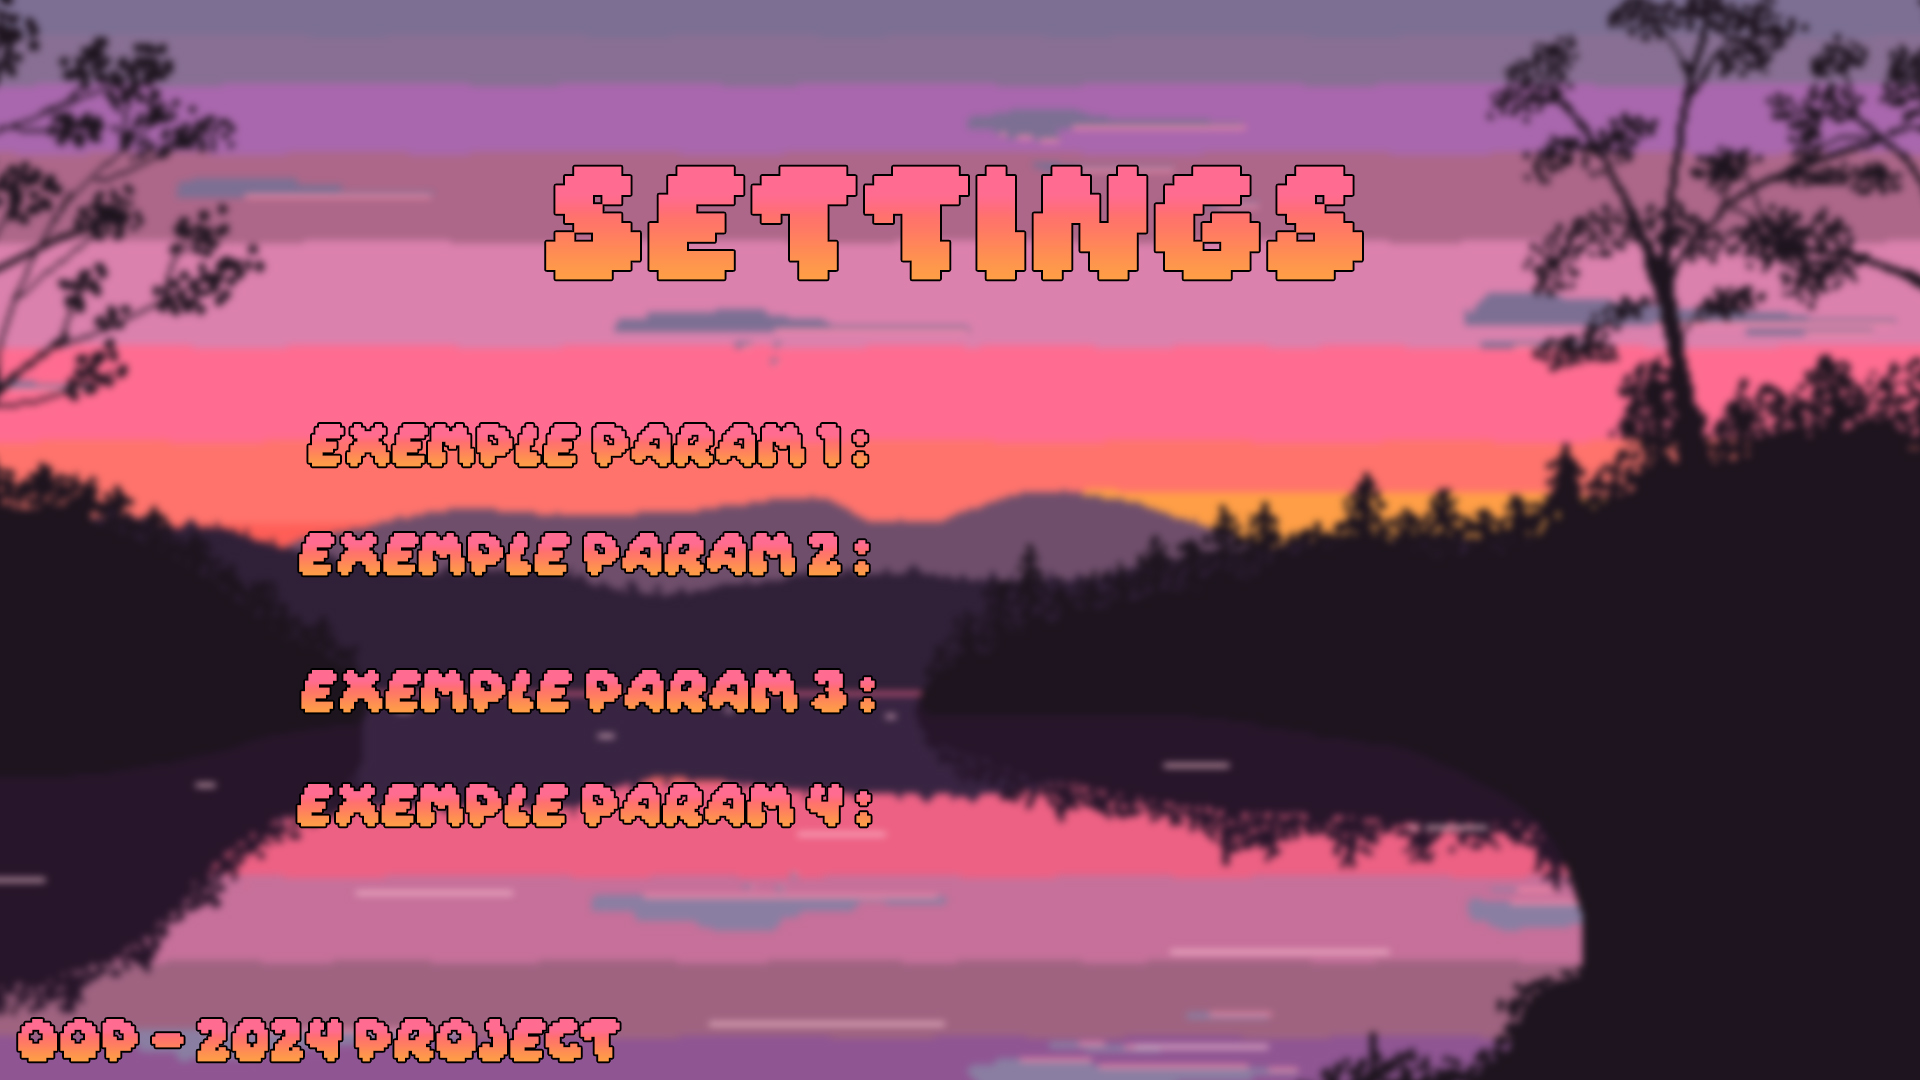 SETTINGS
EXEMPLE PARAM 1:
EXEMPLE PARAM 2:
EXEMPLE PARAM 3:
EXEMPLE PARAM 4:
OOP - 2024 PROJECT